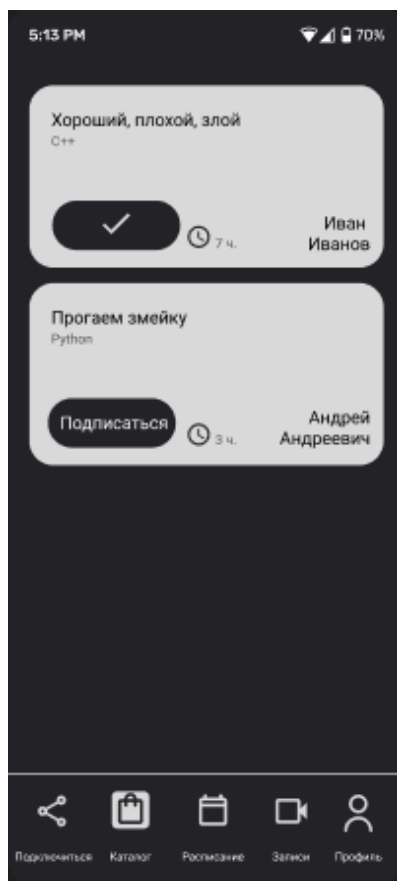 5:13 PM 70%
Хороший, плохой, злой
C++
7 ч.
Иван
Иванов
Прогаем змейку
Python
Подписаться
3 ч.
Андрей
Андреевич
Подключиться Каталог Расписание Записи Профиль